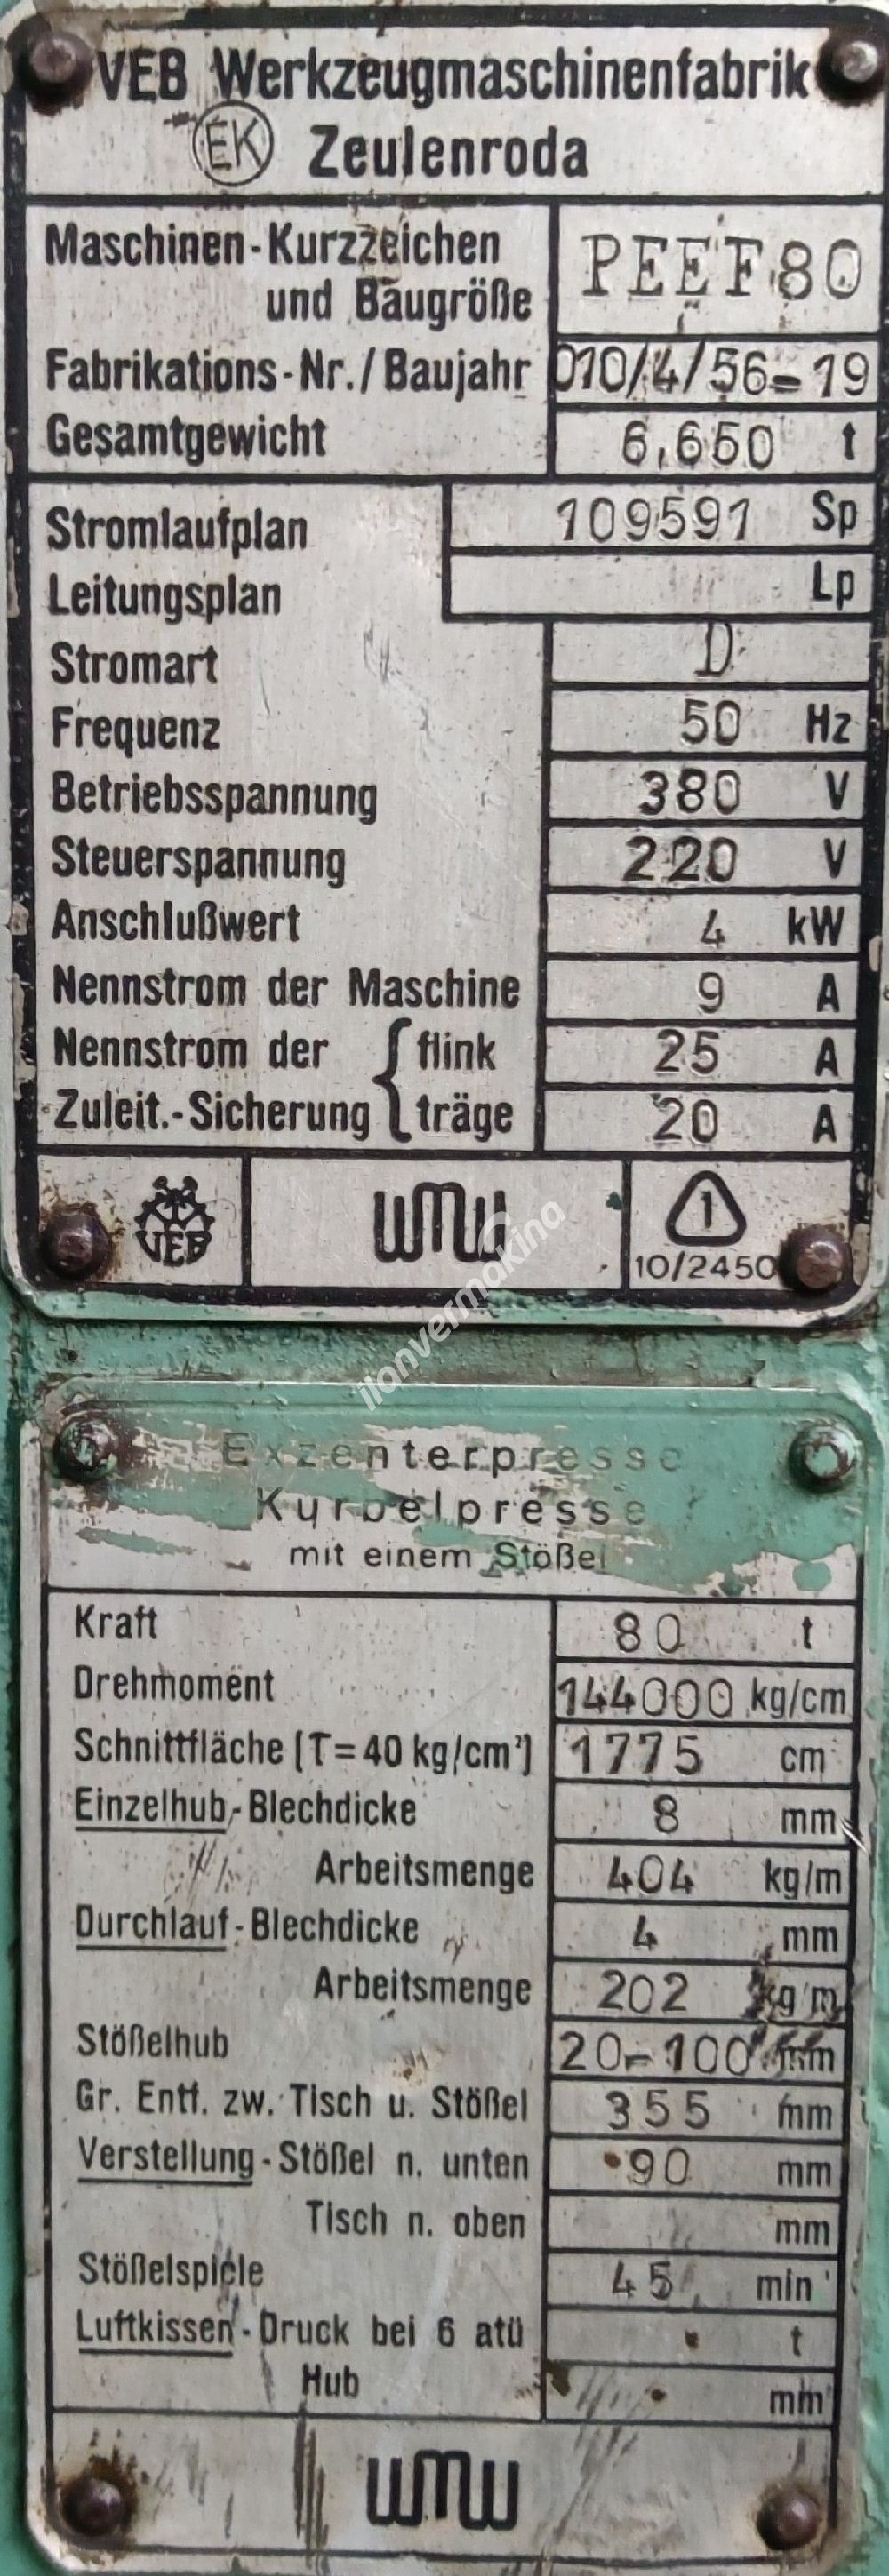 VEB Werkzeugmaschinenfabrik
EK Zeulenroda
Maschinen-Kurzzeichen
und Baugröße PEEF 80
Fabrikations-Nr./Baujahr 010/4/56=19
Gesamtgewicht 6,650 t
Stromlaufplan 109591 Sp
Leitungsplan Lp
Stromart D
Frequenz 50 Hz
Betriebsspannung 380 V
Steuerspannung 220 V
Anschlußwert 4 kW
Nennstrom der Maschine 9 A
Nennstrom der { flink 25 A
Zuleit.-Sicherung träge 20 A
VEB WMW 1
10/2450
ilanvermakina
Exzenterpresse
Kurbelpresse
mit einem Stößel
Kraft 80 t
Drehmoment 144000 kg/cm
Schnittfläche (T=40 kg/cm²) 1775 cm
Einzelhub-Blechdicke 8 mm
Arbeitsmenge 404 kg/m
Durchlauf-Blechdicke 4 mm
Arbeitsmenge 202 kg m
Stößelhub 20-100 mm
Gr. Entf. zw. Tisch u. Stößel 355 mm
Verstellung-Stößel n. unten 90 mm
Tisch n. oben mm
Stößelspiele 45 min
Luftkissen-Druck bei 6 atü t
Hub mm
WMW